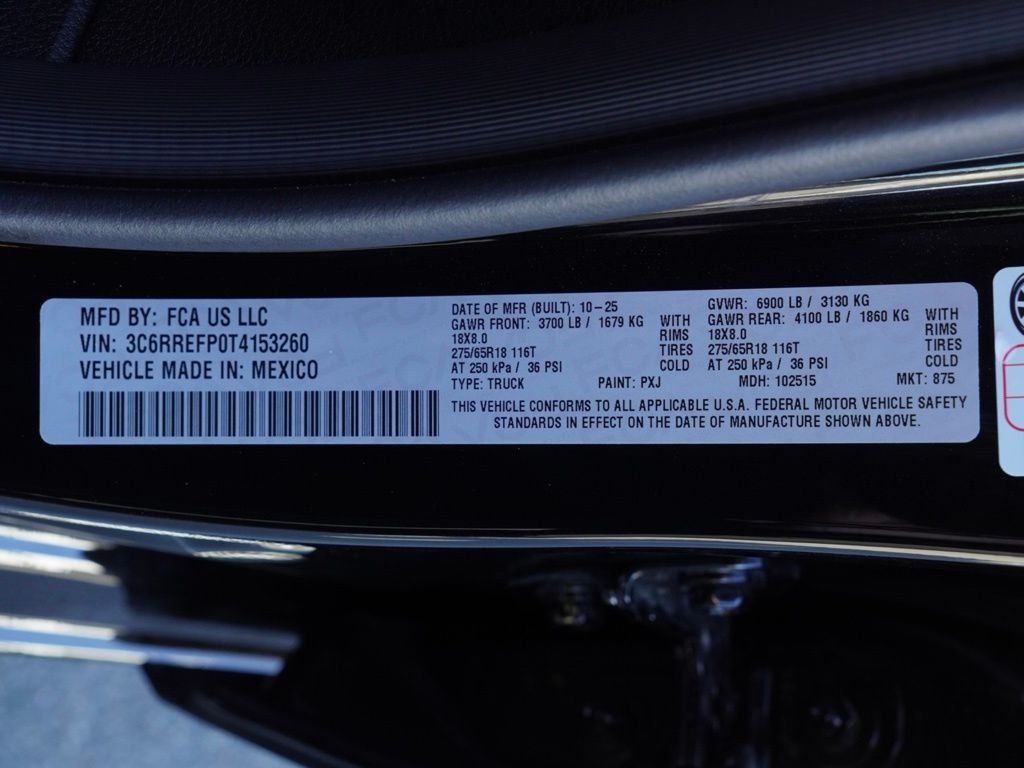 MFD BY: FCA US LLC
VIN: 3C6RREFP0T4153260
VEHICLE MADE IN: MEXICO
DATE OF MFR (BUILT): 10-25
GAWR FRONT: 3700 LB / 1679 KG WITH
18X8.0 RIMS
275/65R18 116T TIRES
AT 250 kPa / 36 PSI COLD
GVWR: 6900 LB / 3130 KG
GAWR REAR: 4100 LB / 1860 KG WITH
18X8.0 RIMS
275/65R18 116T TIRES
AT 250 kPa / 36 PSI COLD
TYPE: TRUCK PAINT: PXJ MDH: 102515 MKT: 875
THIS VEHICLE CONFORMS TO ALL APPLICABLE U.S.A. FEDERAL MOTOR VEHICLE SAFETY
STANDARDS IN EFFECT ON THE DATE OF MANUFACTURE SHOWN ABOVE.